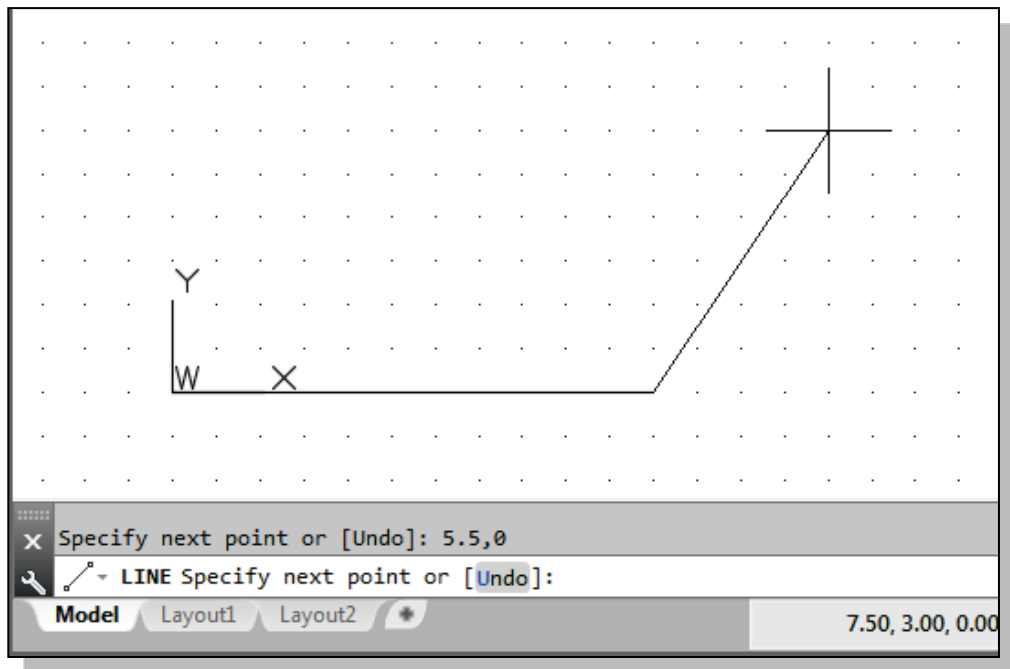 Y
W X
Specify next point or [Undo]: 5.5,0
LINE Specify next point or [Undo]:
Model Layout1 Layout2
7.50, 3.00, 0.00